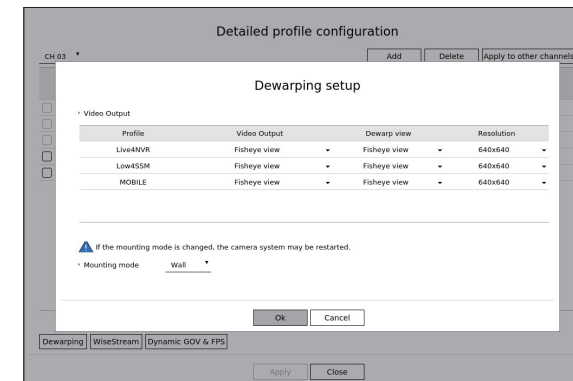 Detailed profile configuration
CH 03
Add Delete Apply to other channels
Dewarping setup
Video Output
Profile Video Output Dewarp view Resolution
Live4NVR Fisheye view Fisheye view 640x640
Low4SSM Fisheye view Fisheye view 640x640
MOBILE Fisheye view Fisheye view 640x640
If the mounting mode is changed, the camera system may be restarted.
Mounting mode Wall
Ok Cancel
Dewarping WiseStream Dynamic GOV & FPS
Apply Close